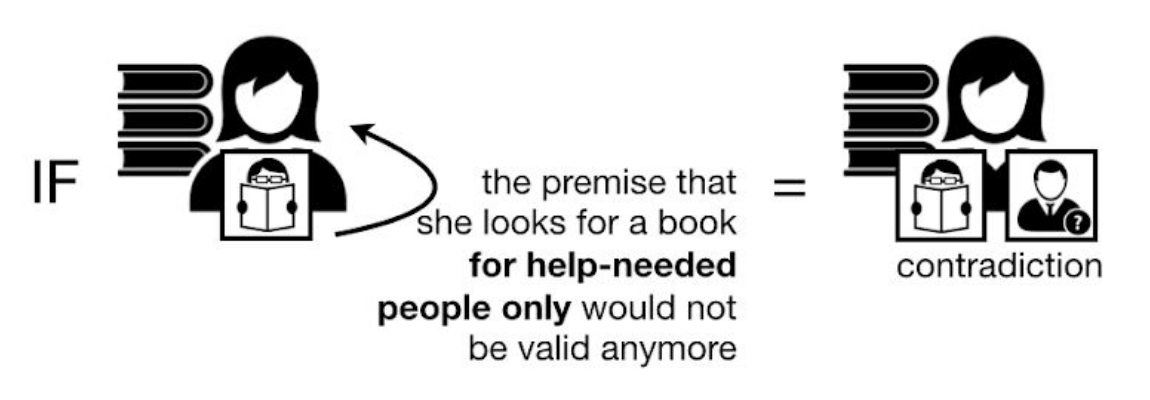 IF
the premise that
she looks for a book
for help-needed
people only would not
be valid anymore
=
?
contradiction